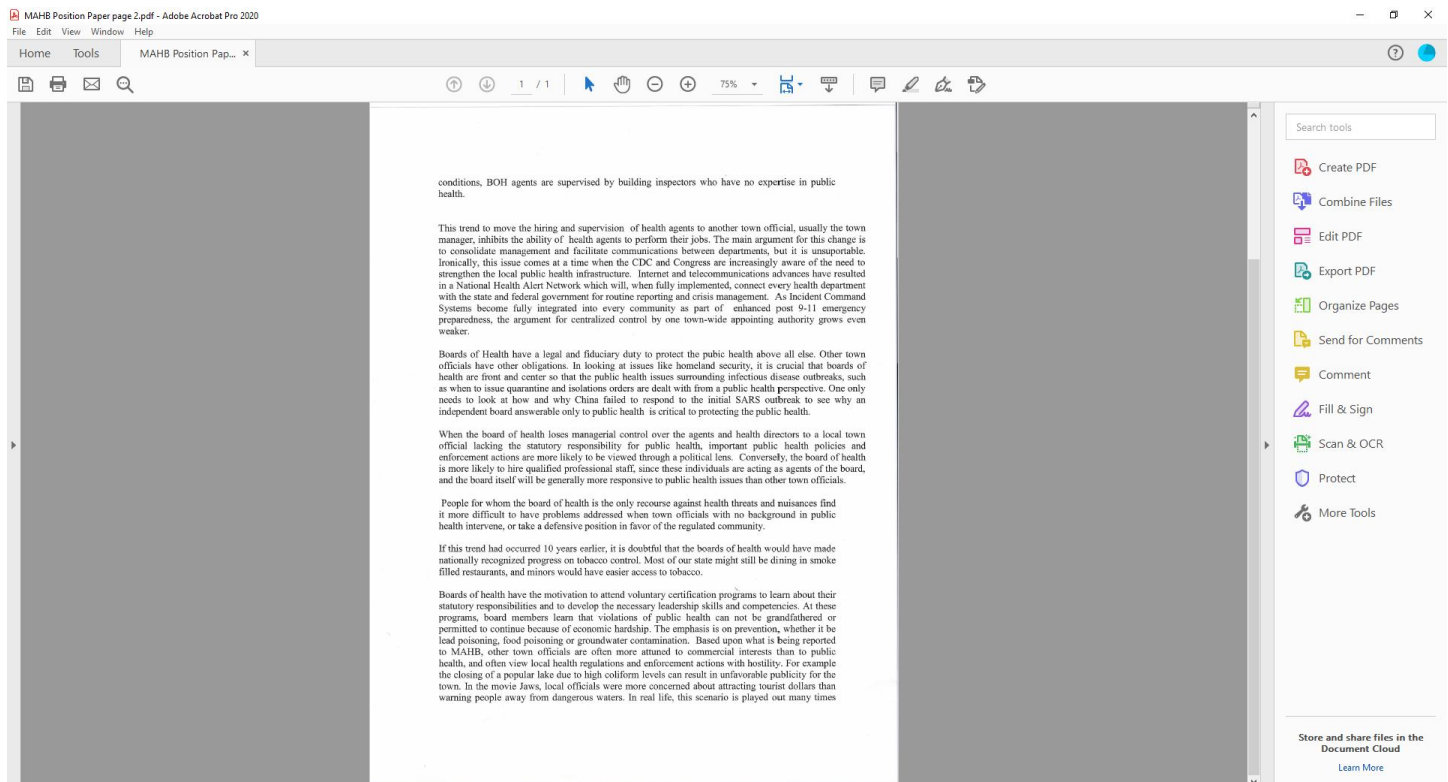 MAHB Position Paper page 2.pdf - Adobe Acrobat Pro 2020
File Edit View Window Help
Home Tools MAHB Position Pap... ×
1 / 1 75%
conditions, BOH agents are supervised by building inspectors who have no expertise in public
health.
This trend to move the hiring and supervision of health agents to another town official, usually the town
manager, inhibits the ability of health agents to perform their jobs. The main argument for this change is
to consolidate management and facilitate communications between departments, but it is unsuportable.
Ironically, this issue comes at a time when the CDC and Congress are increasingly aware of the need to
strengthen the local public health infrastructure. Internet and telecommunications advances have resulted
in a National Health Alert Network which will, when fully implemented, connect every health department
with the state and federal government for routine reporting and crisis management. As Incident Command
Systems become fully integrated into every community as part of enhanced post 9-11 emergency
preparedness, the argument for centralized control by one town-wide appointing authority grows even
weaker.
Boards of Health have a legal and fiduciary duty to protect the pubic health above all else. Other town
officials have other obligations. In looking at issues like homeland security, it is crucial that boards of
health are front and center so that the public health issues surrounding infectious disease outbreaks, such
as when to issue quarantine and isolations orders are dealt with from a public health perspective. One only
needs to look at how and why China failed to respond to the initial SARS outbreak to see why an
independent board answerable only to public health is critical to protecting the public health.
When the board of health loses managerial control over the agents and health directors to a local town
official lacking the statutory responsibility for public health, important public health policies and
enforcement actions are more likely to be viewed through a political lens. Conversely, the board of health
is more likely to hire qualified professional staff, since these individuals are acting as agents of the board,
and the board itself will be generally more responsive to public health issues than other town officials.
People for whom the board of health is the only recourse against health threats and nuisances find
it more difficult to have problems addressed when town officials with no background in public
health intervene, or take a defensive position in favor of the regulated community.
If this trend had occurred 10 years earlier, it is doubtful that the boards of health would have made
nationally recognized progress on tobacco control. Most of our state might still be dining in smoke
filled restaurants, and minors would have easier access to tobacco.
Boards of health have the motivation to attend voluntary certification programs to learn about their
statutory responsibilities and to develop the necessary leadership skills and competencies. At these
programs, board members learn that violations of public health can not be grandfathered or
permitted to continue because of economic hardship. The emphasis is on prevention, whether it be
lead poisoning, food poisoning or groundwater contamination. Based upon what is being reported
to MAHB, other town officials are often more attuned to commercial interests than to public
health, and often view local health regulations and enforcement actions with hostility. For example
the closing of a popular lake due to high coliform levels can result in unfavorable publicity for the
town. In the movie Jaws, local officials were more concerned about attracting tourist dollars than
warning people away from dangerous waters. In real life, this scenario is played out many times
Search tools
Create PDF
Combine Files
Edit PDF
Export PDF
Organize Pages
Send for Comments
Comment
Fill & Sign
Scan & OCR
Protect
More Tools
Store and share files in the
Document Cloud
Learn More